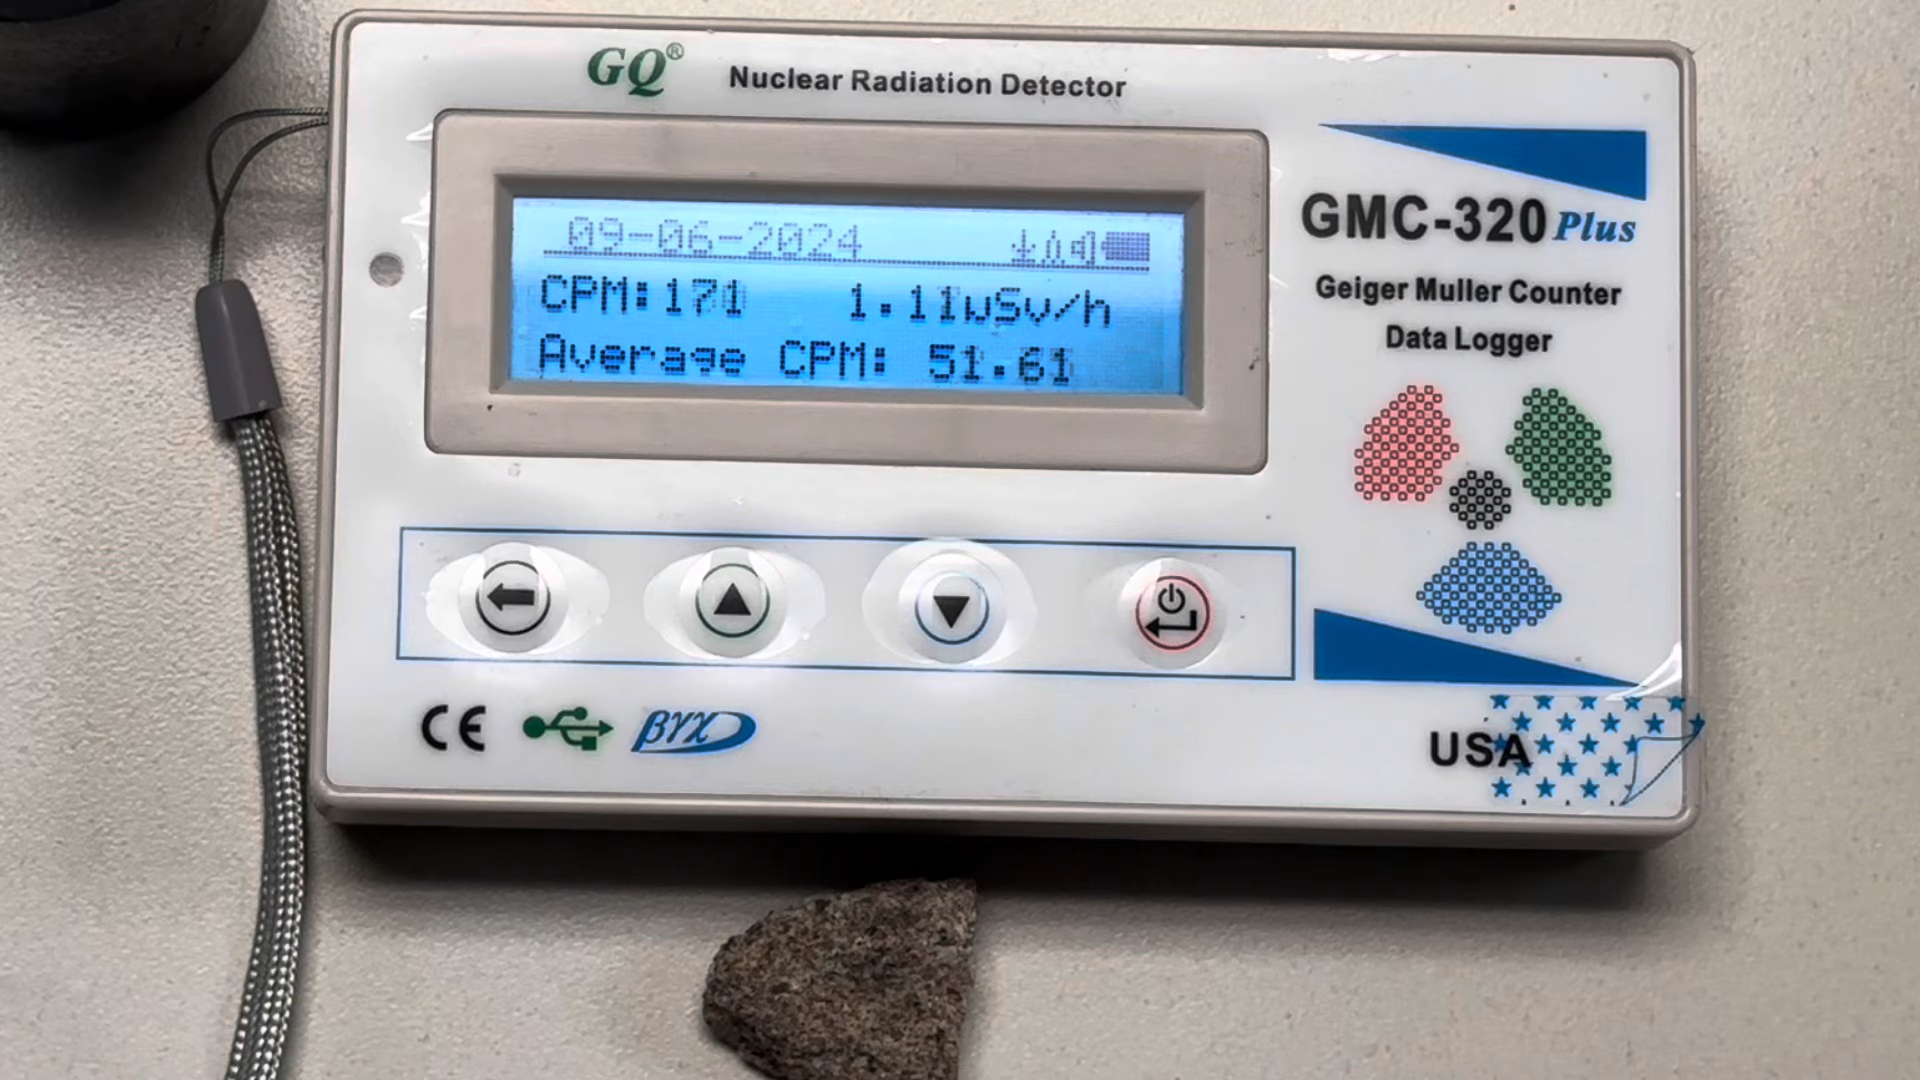 GQ®
Nuclear Radiation Detector
09-06-2024
CPM:171 1.11uSv/h
Average CPM: 51.61
GMC-320 Plus
Geiger Muller Counter
Data Logger
CE
βγχ
USA